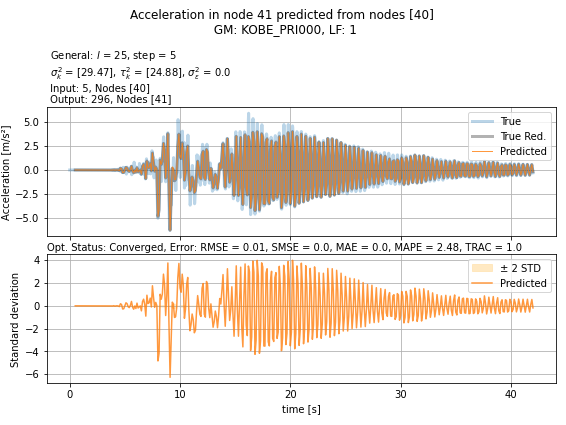 Acceleration in node 41 predicted from nodes [40]
GM: KOBE_PRI000, LF: 1
General: l = 25, step = 5
σ²ₖ = [29.47], τ²ₖ = [24.88], σ²ε = 0.0
Input: 5, Nodes [40]
Output: 296, Nodes [41]
Acceleration [m/s²]
5.0
2.5
0.0
−2.5
−5.0
True
True Red.
Predicted
Opt. Status: Converged, Error: RMSE = 0.01, SMSE = 0.0, MAE = 0.0, MAPE = 2.48, TRAC = 1.0
Standard deviation
4
2
0
−2
−4
−6
± 2 STD
Predicted
0
10
20
30
40
time [s]